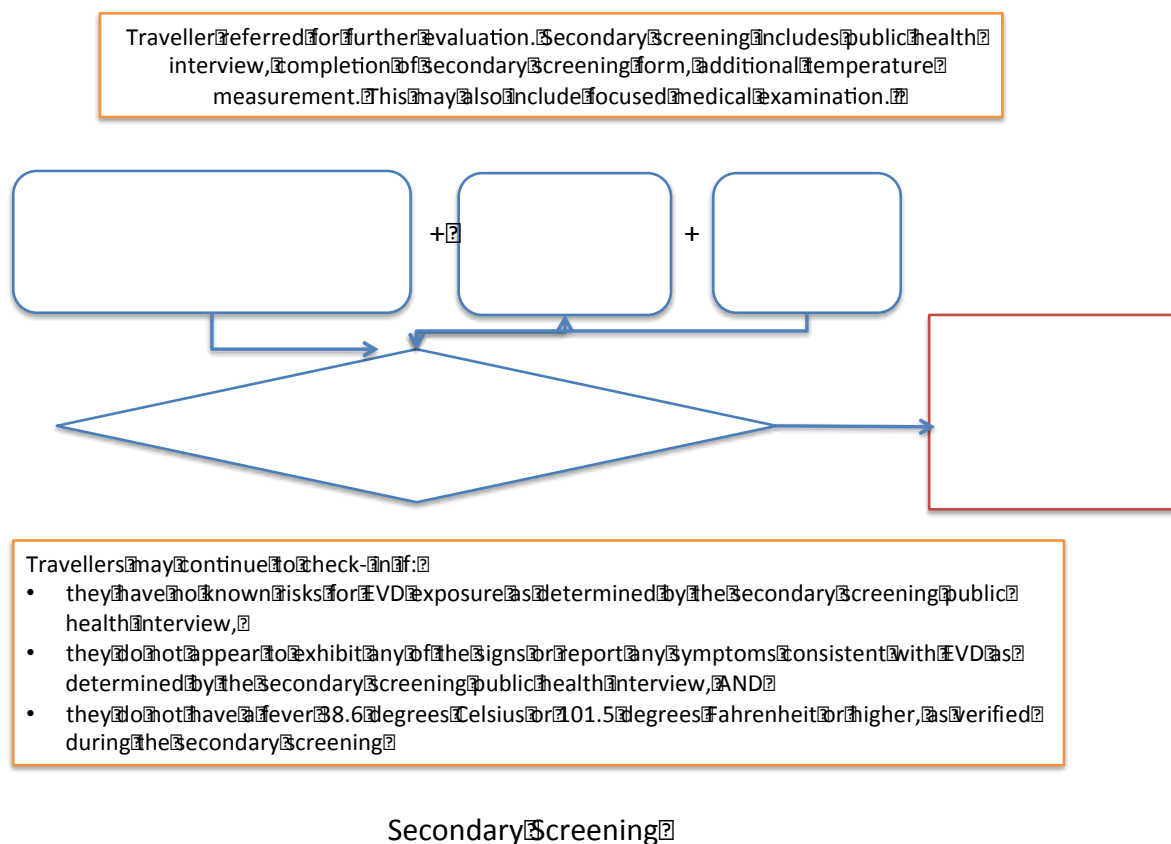 Traveller referred for further evaluation. Secondary screening includes public health
interview, completion of secondary screening form, additional temperature
measurement. This may also include focused medical examination.
+ +
Travellers may continue to check-in if:
• they have no known risks for EVD exposure as determined by the secondary screening public
health interview,
• they do not appear to exhibit any of the signs or report any symptoms consistent with EVD as
determined by the secondary screening public health interview, AND
• they do not have a fever 38.6 degrees Celsius or 101.5 degrees Fahrenheit or higher, as verified
during the secondary screening
Secondary Screening